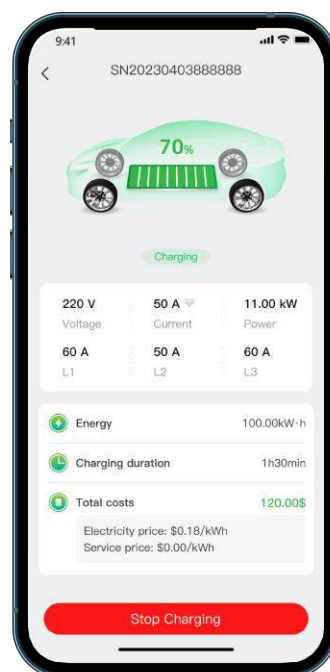 9:41
SN20230403888888
70%
Charging
220 V 50 A 11.00 kW
Voltage Current Power
60 A 50 A 60 A
L1 L2 L3
Energy 100.00kW·h
Charging duration 1h30min
Total costs 120.00$
Electricity price: $0.18/kWh
Service price: $0.00/kWh
Stop Charging